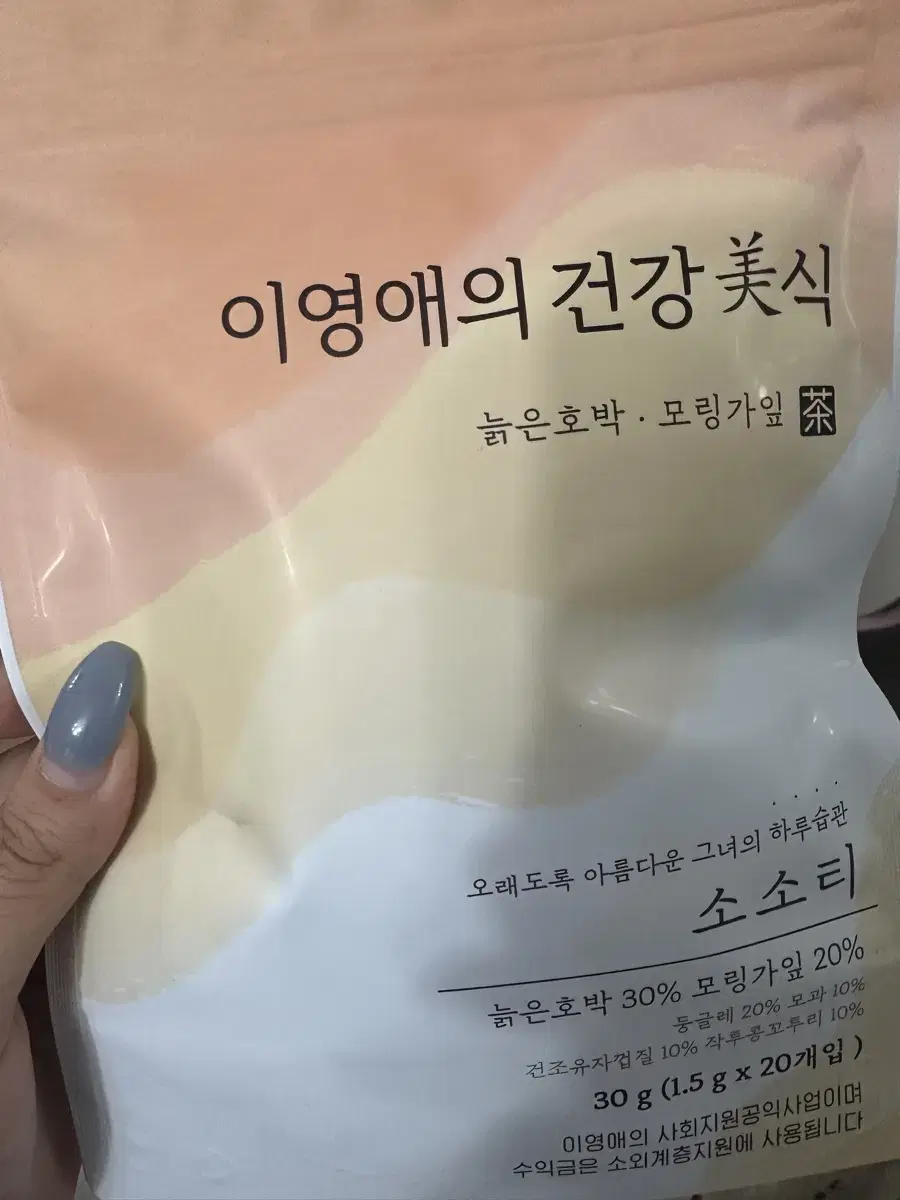 이영애의 건강美식
늙은호박 · 모링가잎 茶
오래도록 아름다운 그녀의 하루습관
소소티
늙은호박 30% 모링가잎 20%
둥글레 20% 모과 10%
건조유자껍질 10% 작두콩꼬투리 10%
30 g (1.5 g x 20개입 )
이영애의 사회지원공익사업이며
수익금은 소외계층지원에 사용됩니다